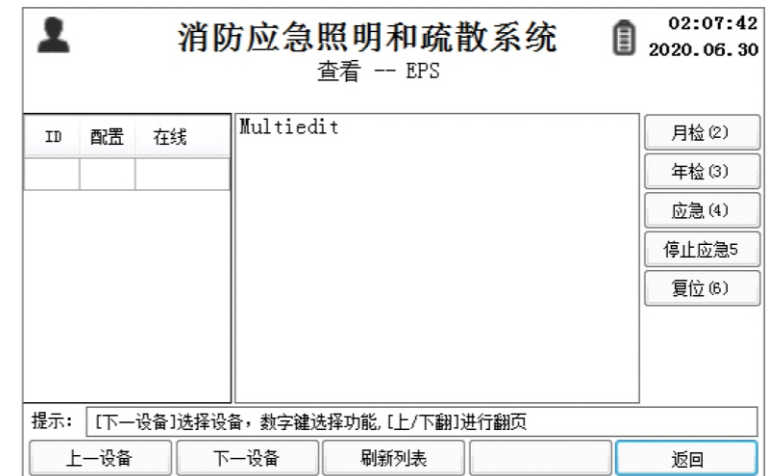 消防应急照明和疏散系统
02:07:42
查看 -- EPS
2020.06.30
ID 配置 在线
Multiedit
月检(2)
年检(3)
应急(4)
停止应急5
复位(6)
提示: [下一设备]选择设备，数字键选择功能,[上/下翻]进行翻页
上一设备 下一设备 刷新列表 返回